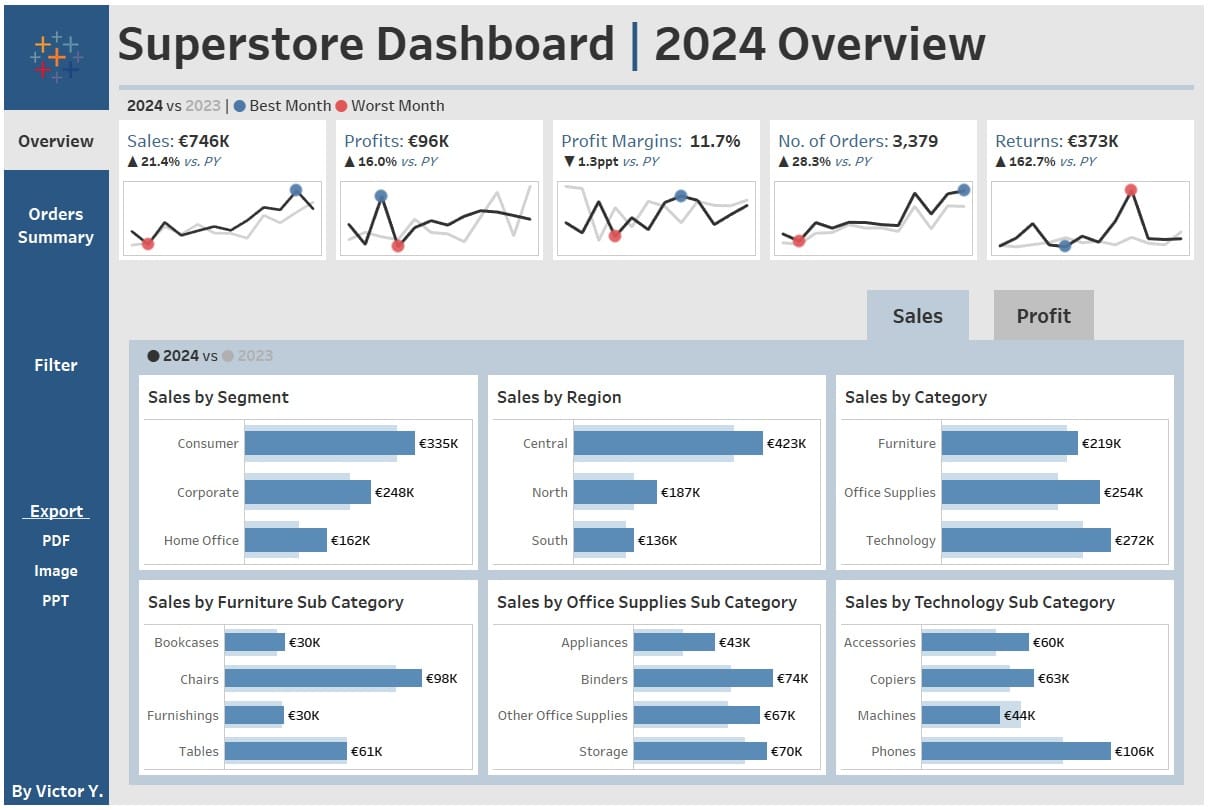 Superstore Dashboard | 2024 Overview
2024 vs 2023 | Best Month Worst Month
Overview
Orders
Summary
Filter
Export
PDF
Image
PPT
By Victor Y.
Sales: €746K
▲ 21.4% vs. PY
Profits: €96K
▲ 16.0% vs. PY
Profit Margins: 11.7%
▼ 1.3ppt vs. PY
No. of Orders: 3,379
▲ 28.3% vs. PY
Returns: €373K
▲ 162.7% vs. PY
Sales
Profit
2024 vs 2023
Sales by Segment
Consumer €335K
Corporate €248K
Home Office €162K
Sales by Region
Central €423K
North €187K
South €136K
Sales by Category
Furniture €219K
Office Supplies €254K
Technology €272K
Sales by Furniture Sub Category
Bookcases €30K
Chairs €98K
Furnishings €30K
Tables €61K
Sales by Office Supplies Sub Category
Appliances €43K
Binders €74K
Other Office Supplies €67K
Storage €70K
Sales by Technology Sub Category
Accessories €60K
Copiers €63K
Machines €44K
Phones €106K